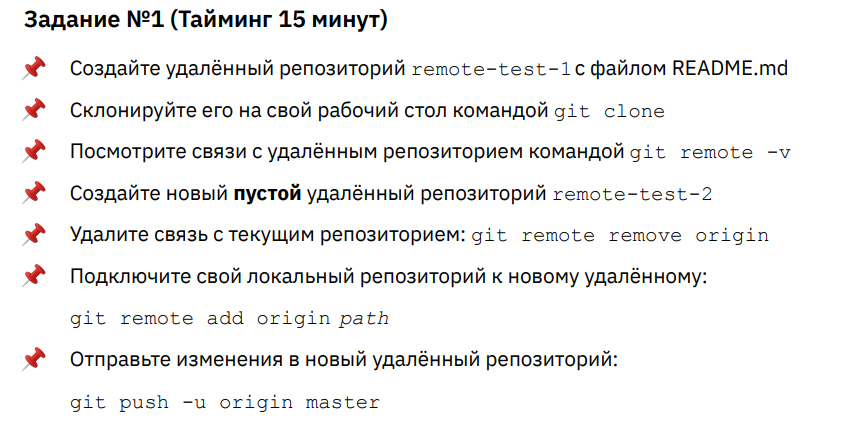 Задание №1 (Тайминг 15 минут)
Создайте удалённый репозиторий remote-test-1 с файлом README.md
Склонируйте его на свой рабочий стол командой git clone
Посмотрите связи с удалённым репозиторием командой git remote -v
Создайте новый пустой удалённый репозиторий remote-test-2
Удалите связь с текущим репозиторием: git remote remove origin
Подключите свой локальный репозиторий к новому удалённому:
git remote add origin path
Отправьте изменения в новый удалённый репозиторий:
git push -u origin master